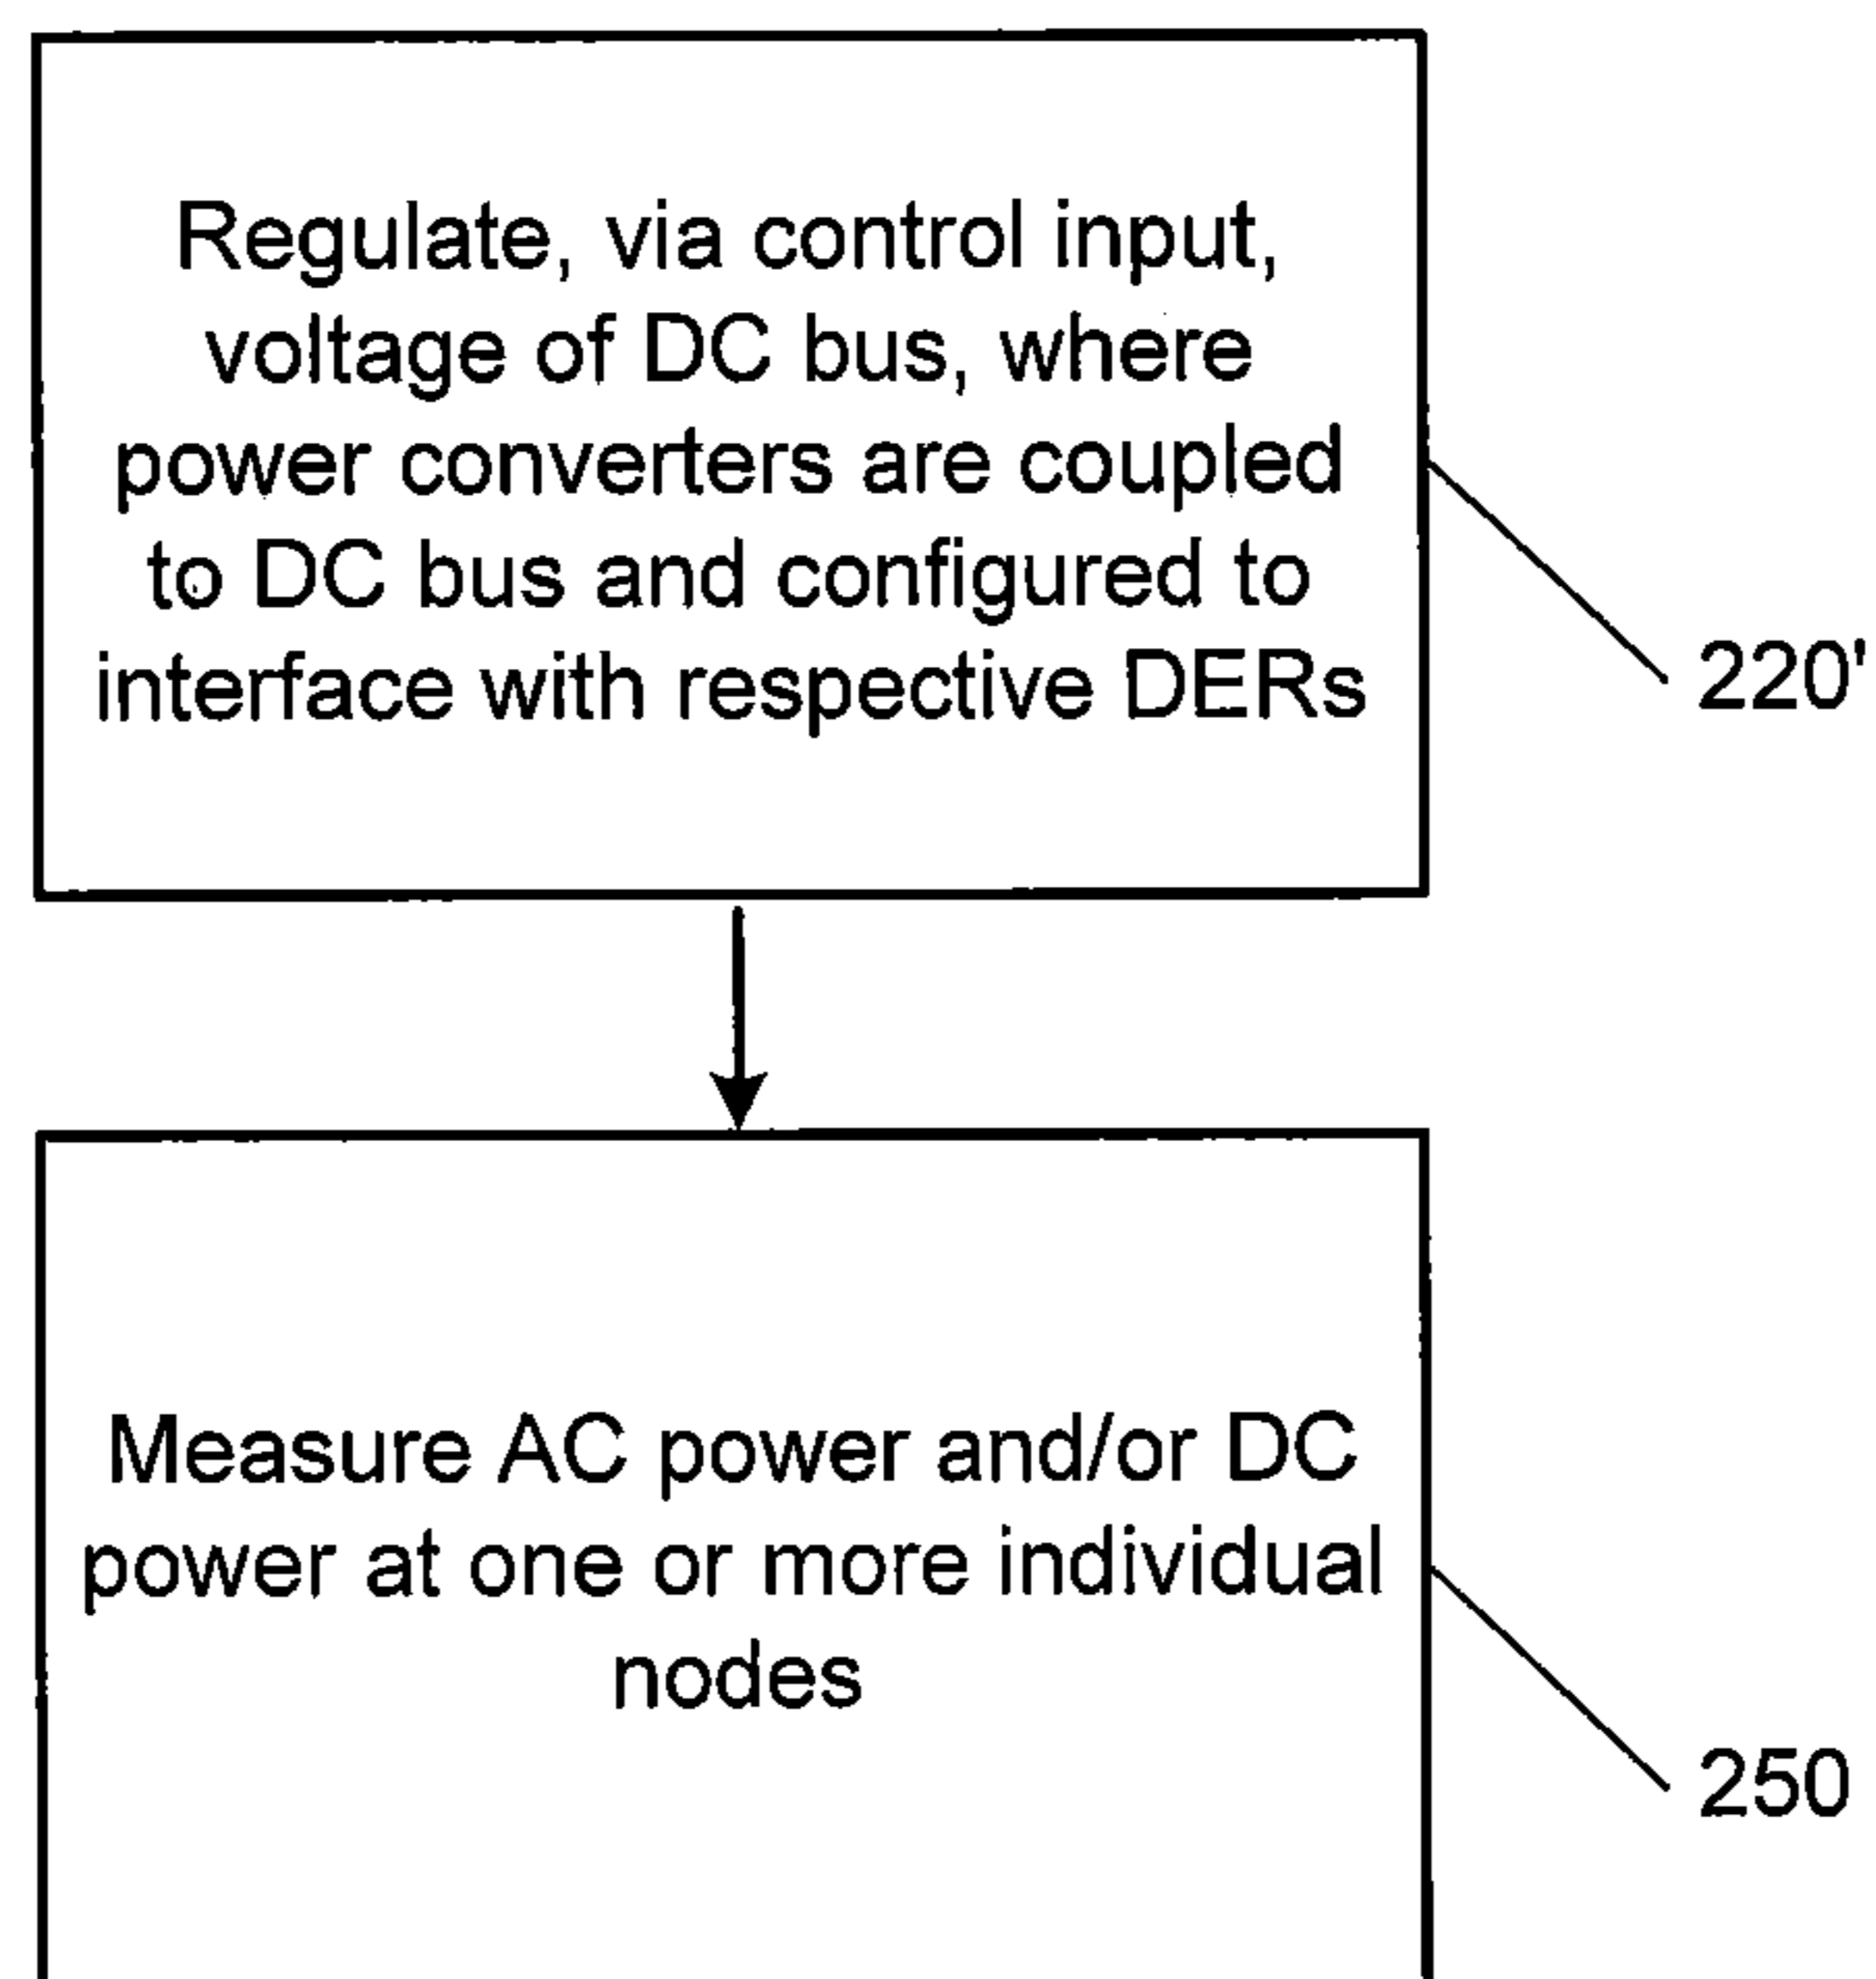 Regulate, via control input,
voltage of DC bus, where
power converters are coupled
to DC bus and configured to
interface with respective DERs
220'
Measure AC power and/or DC
power at one or more individual
nodes
250